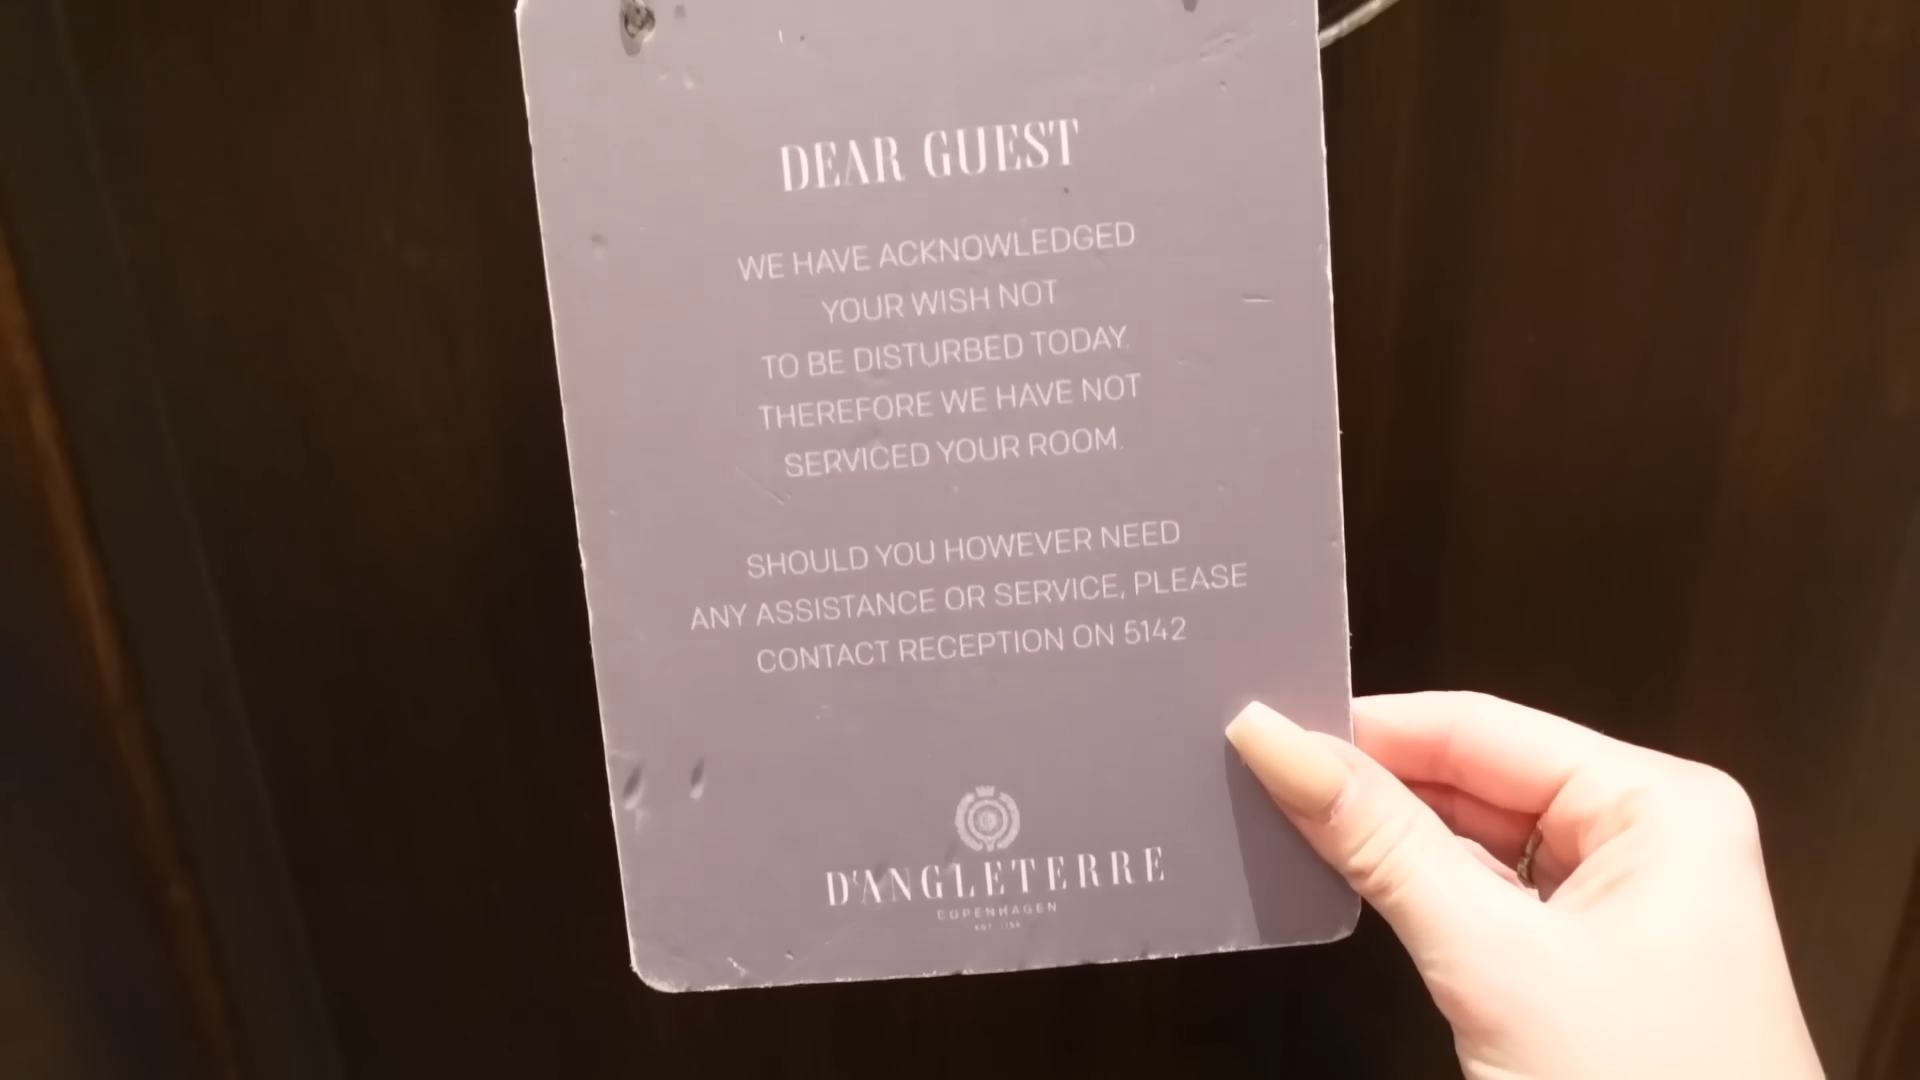 DEAR GUEST
WE HAVE ACKNOWLEDGED
YOUR WISH NOT
TO BE DISTURBED TODAY.
THEREFORE WE HAVE NOT
SERVICED YOUR ROOM.
SHOULD YOU HOWEVER NEED
ANY ASSISTANCE OR SERVICE, PLEASE
CONTACT RECEPTION ON 5142
D'ANGLETERRE
COPENHAGEN